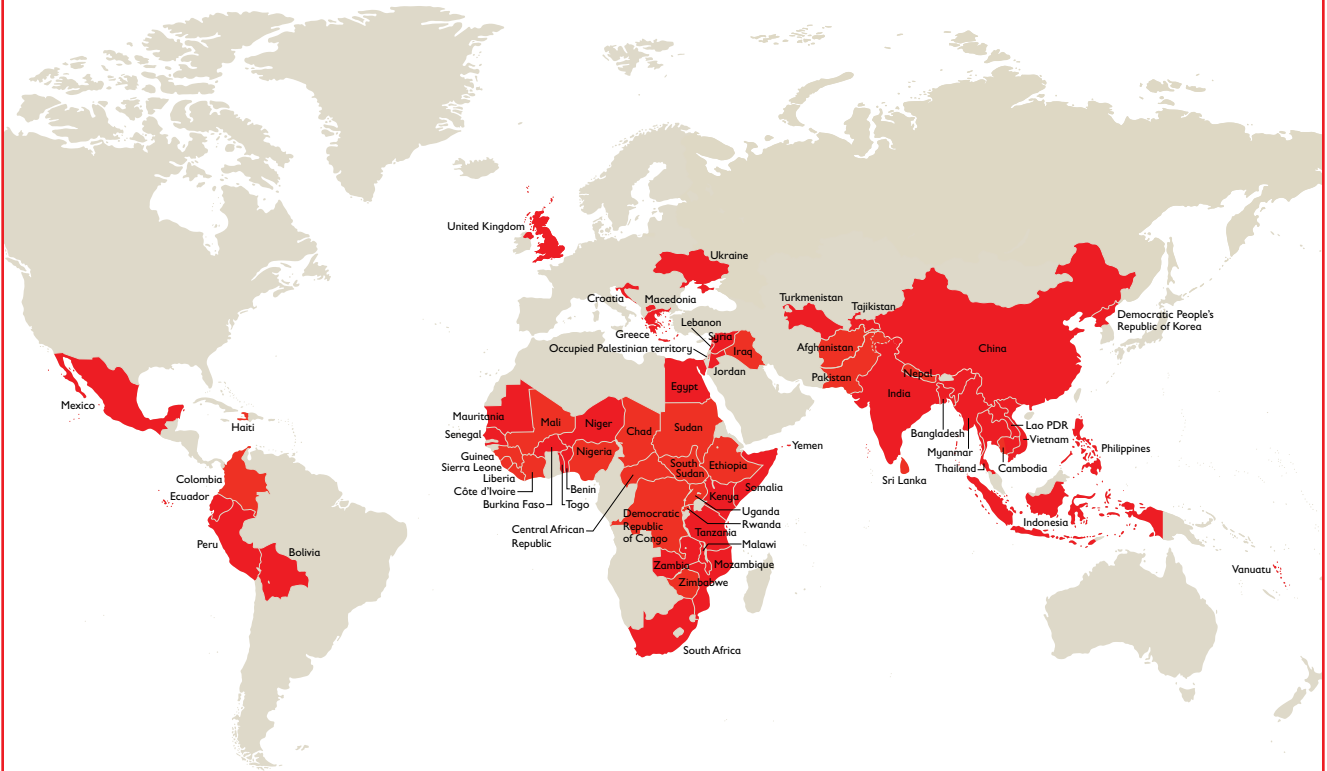 United Kingdom
Ukraine
Croatia
Macedonia
Turkmenistan
Tajikistan
Democratic People's
Republic of Korea
Lebanon
Greece
Syria
Occupied Palestinian territory
Iraq
Afghanistan
China
Jordan
Pakistan
Nepal
Egypt
India
Mexico
Haiti
Mauritania
Mali
Niger
Chad
Sudan
Senegal
Bangladesh
Lao PDR
Vietnam
Myanmar
Philippines
Yemen
Guinea
Nigeria
Sierra Leone
South
Sudan
Ethiopia
Thailand
Cambodia
Liberia
Sri Lanka
Colombia
Côte d'Ivoire
Benin
Somalia
Ecuador
Burkina Faso
Togo
Kenya
Uganda
Democratic
Republic
of Congo
Rwanda
Indonesia
Central African
Republic
Tanzania
Peru
Bolivia
Malawi
Zambia
Mozambique
Vanuatu
Zimbabwe
South Africa